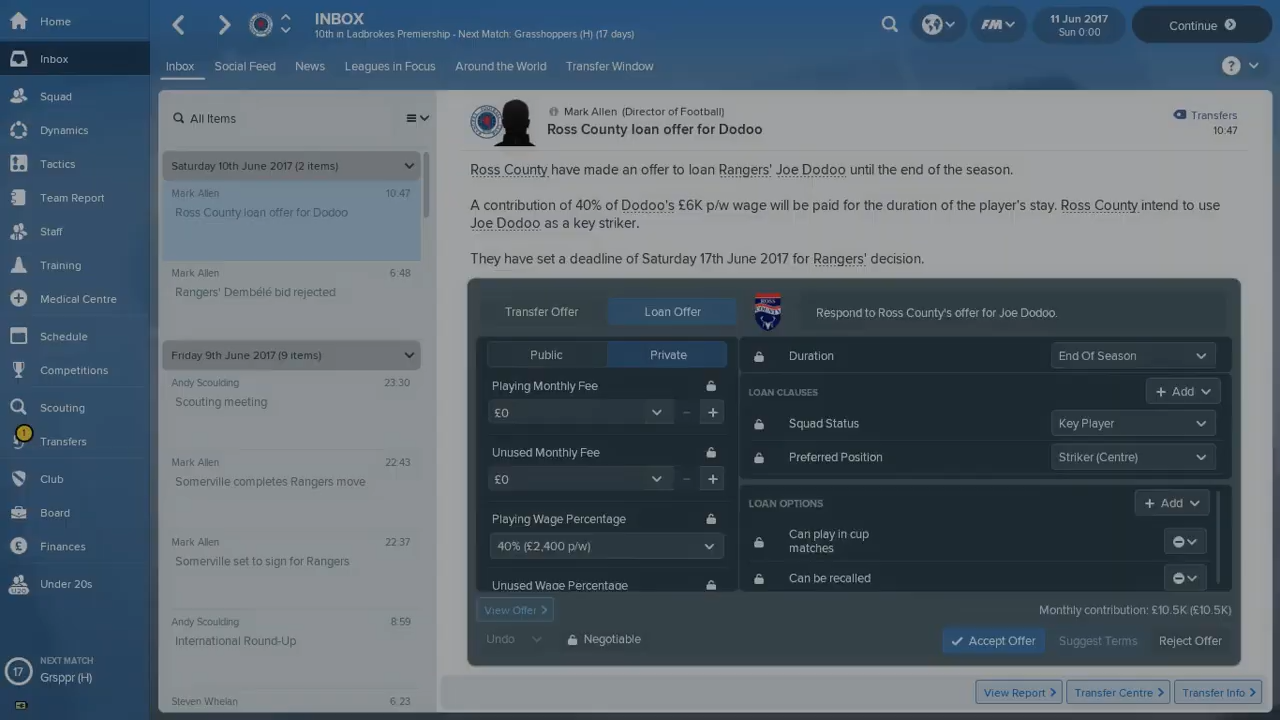 Home
Inbox
Squad
Dynamics
Tactics
Team Report
Staff
Training
Medical Centre
Schedule
Competitions
Scouting
1
Transfers
Club
Board
Finances
Under 20s
17
NEXT MATCH
Grsppr (H)
INBOX
10th in Ladbrokes Premiership - Next Match: Grasshoppers (H) (17 days)
FM
11 Jun 2017
Sun 0:00
Continue
Inbox
Social Feed
News
Leagues in Focus
Around the World
Transfer Window
?
All Items
Saturday 10th June 2017 (2 items)
Mark Allen 10.47
Ross County loan offer for Dodoo
Mark Allen 6:48
Rangers' Dembélé bid rejected
Friday 9th June 2017 (9 items)
Andy Scoulding 23:30
Scouting meeting
Mark Allen 22:43
Somerville completes Rangers move
Mark Allen 22:37
Somerville set to sign for Rangers
Andy Scoulding 8:59
International Round-Up
Steven Whelan 6:23
Mark Allen (Director of Football)
Ross County loan offer for Dodoo
Transfers
10:47
Ross County have made an offer to loan Rangers' Joe Dodoo until the end of the season.
A contribution of 40% of Dodoo's £6K p/w wage will be paid for the duration of the player's stay. Ross County intend to use
Joe Dodoo as a key striker.
They have set a deadline of Saturday 17th June 2017 for Rangers' decision.
Transfer Offer
Loan Offer
ROSS COUNTY
Respond to Ross County's offer for Joe Dodoo.
Public
Private
Playing Monthly Fee
£0
Unused Monthly Fee
£0
Playing Wage Percentage
40% (£2,400 p/w)
Unused Wage Percentage
Duration
End Of Season
LOAN CLAUSES
Add
Squad Status
Key Player
Preferred Position
Striker (Centre)
LOAN OPTIONS
Add
Can play in cup
matches
Can be recalled
View Offer
Monthly contribution: £10.5K (£10.5K)
Undo
Negotiable
Accept Offer
Suggest Terms
Reject Offer
View Report
Transfer Centre
Transfer Info